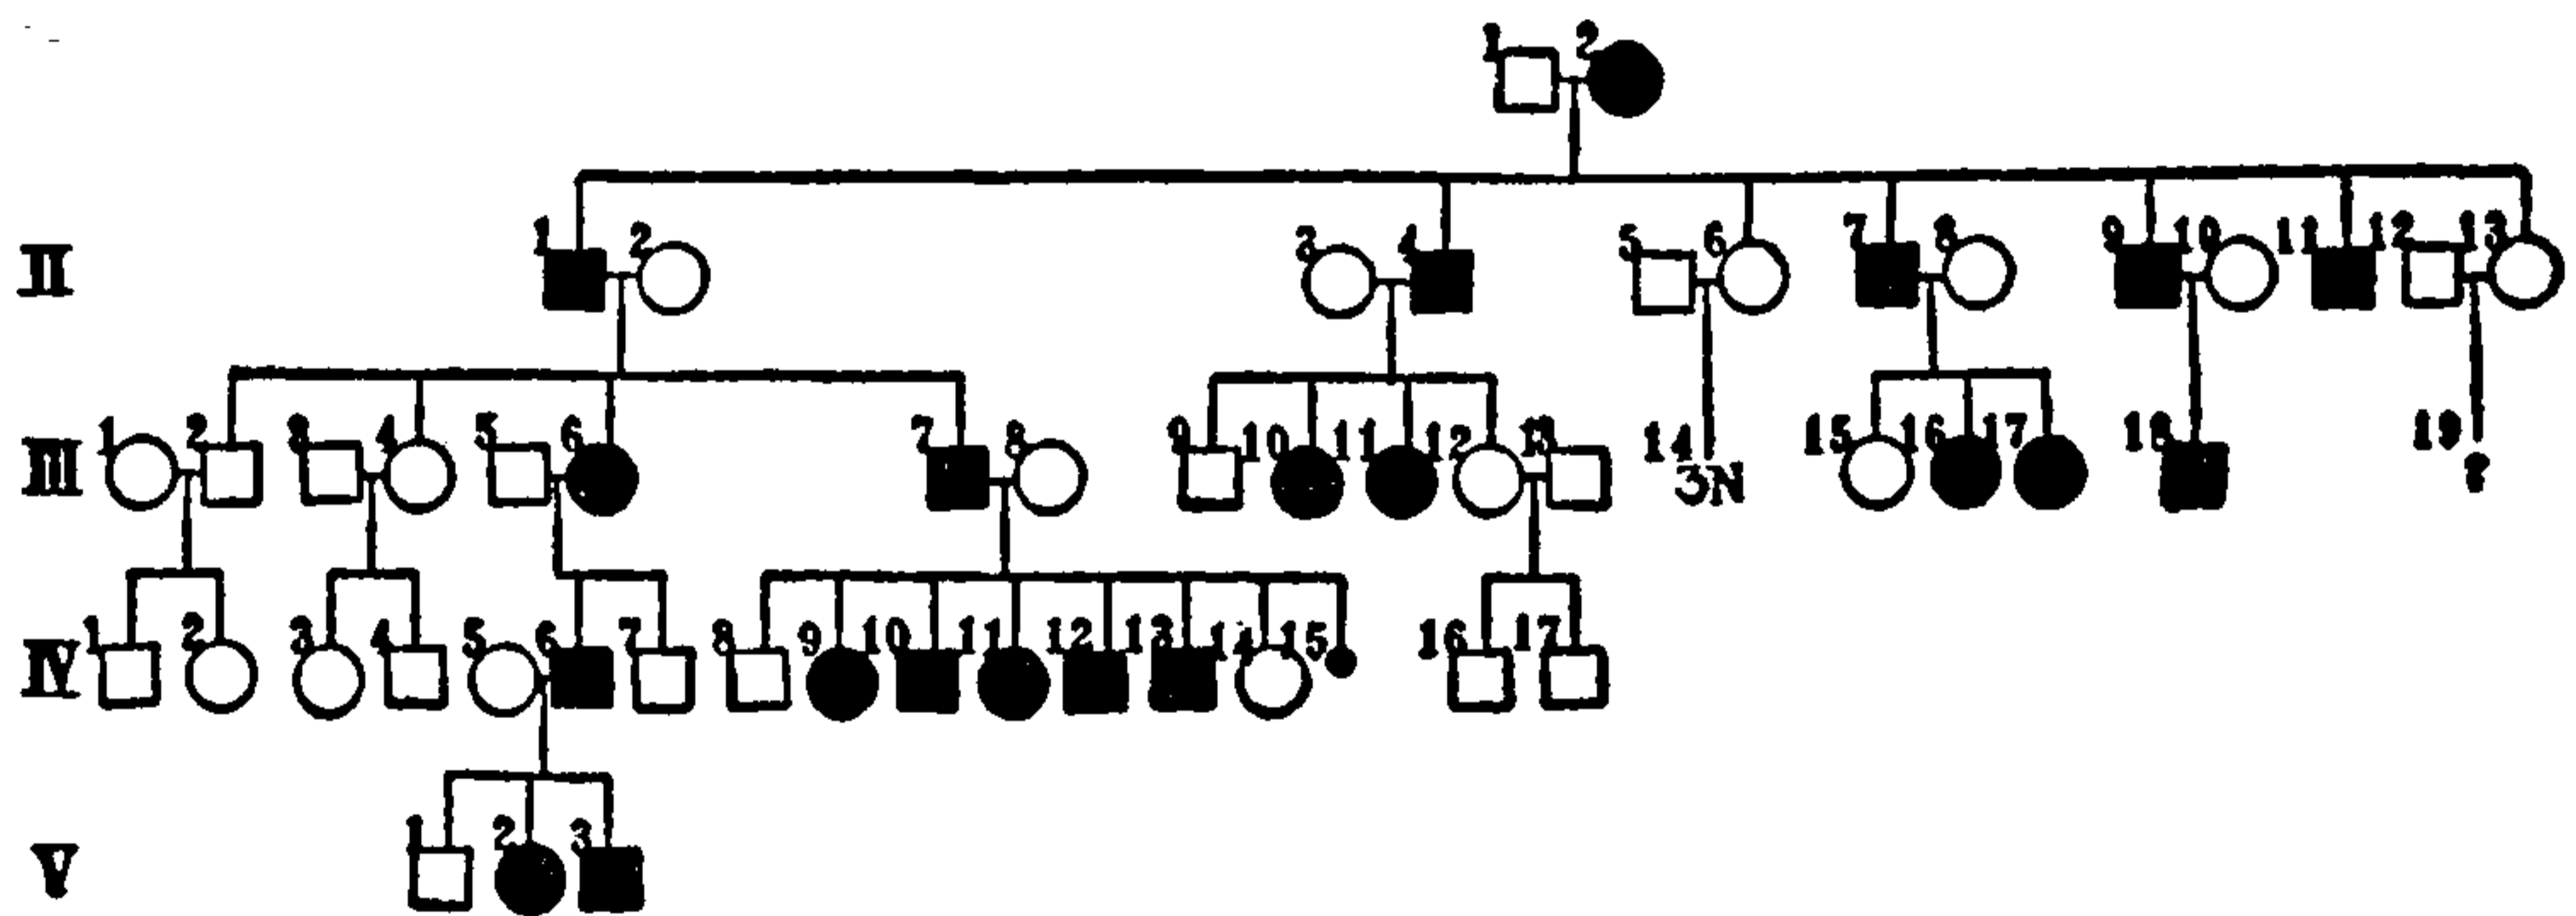 1 2
II 1 2 3 4 5 6 7 8 9 10 11 12 13
III 1 2 3 4 5 6 7 8 9 10 11 12 13 14 3N 15 16 17 18 19 ?
IV 1 2 3 4 5 6 7 8 9 10 11 12 13 14 15 16 17
V 1 2 3